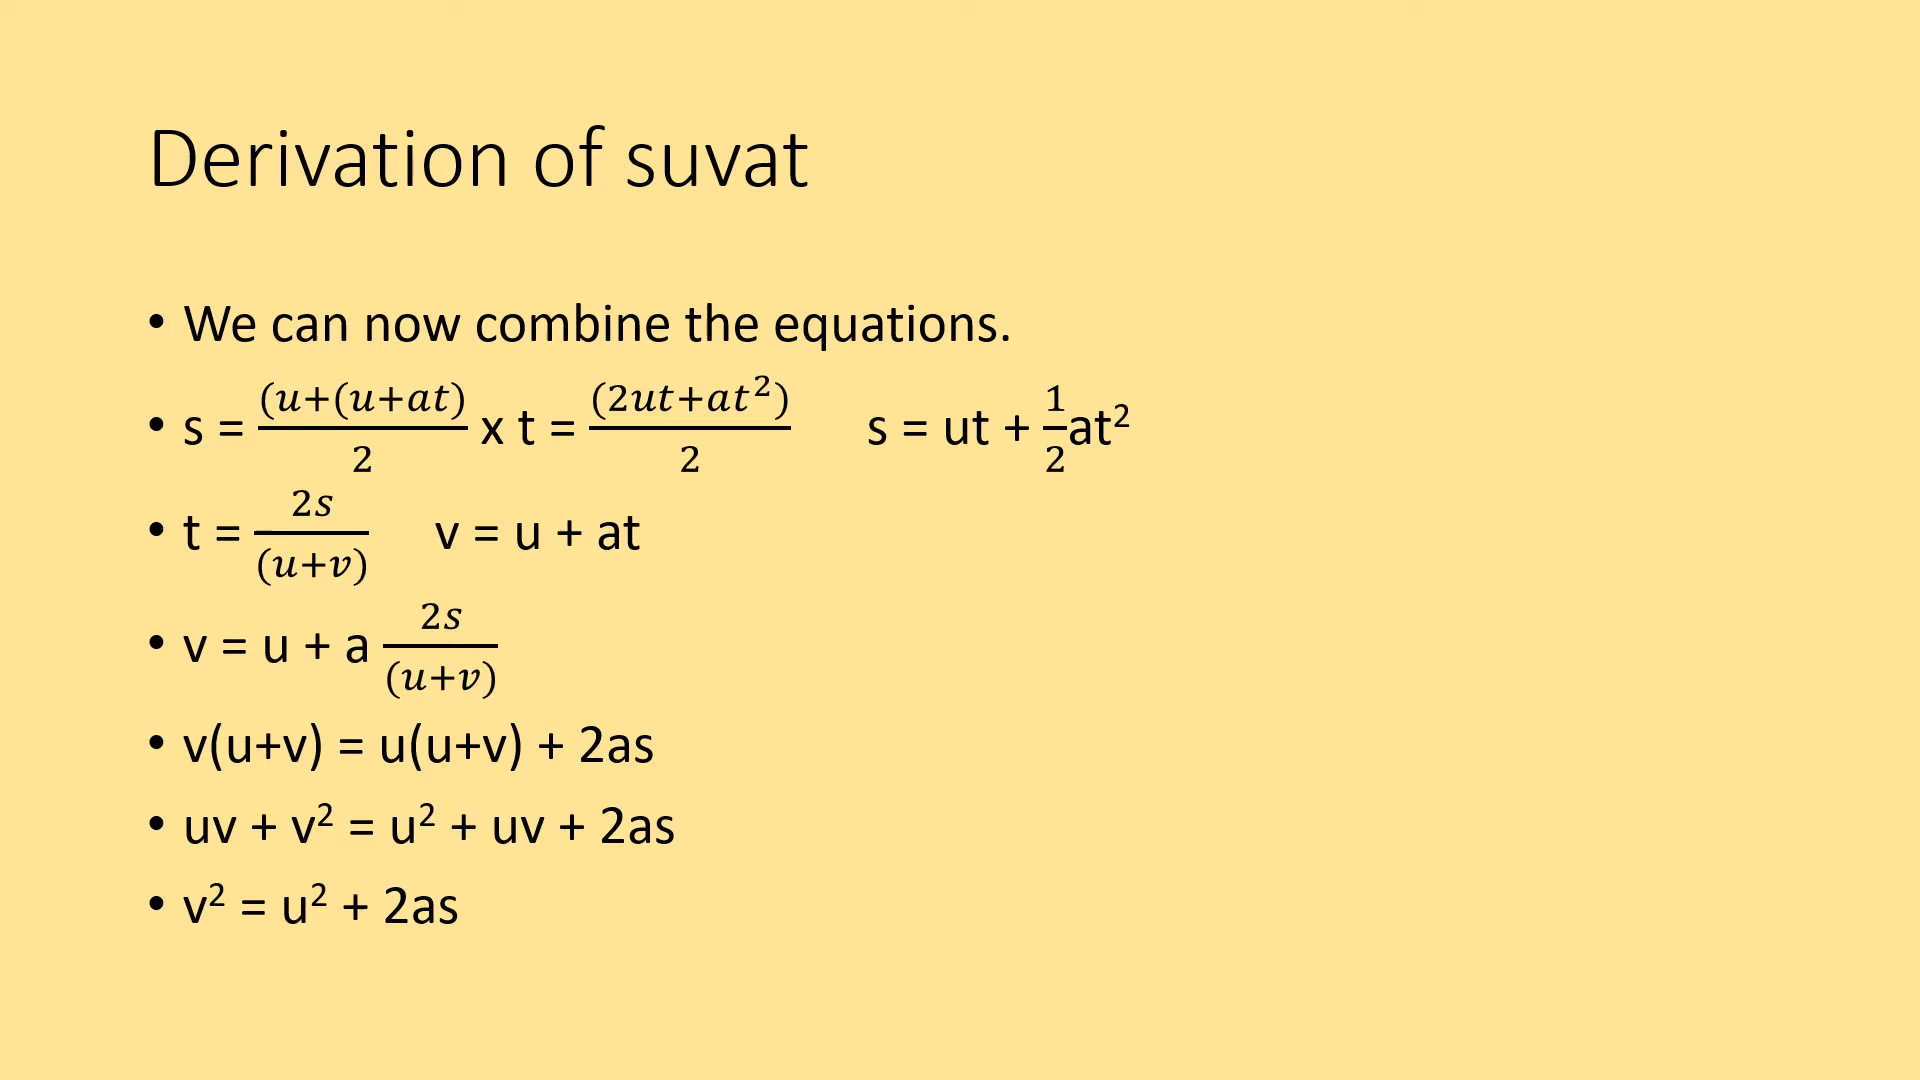 Derivation of suvat
• We can now combine the equations.
• s = (u+(u+at)/2 x t = (2ut+at²)/2 s = ut + 1/2at²
• t = 2s/(u+v) v = u + at
• v = u + a 2s/(u+v)
• v(u+v) = u(u+v) + 2as
• uv + v² = u² + uv + 2as
• v² = u² + 2as